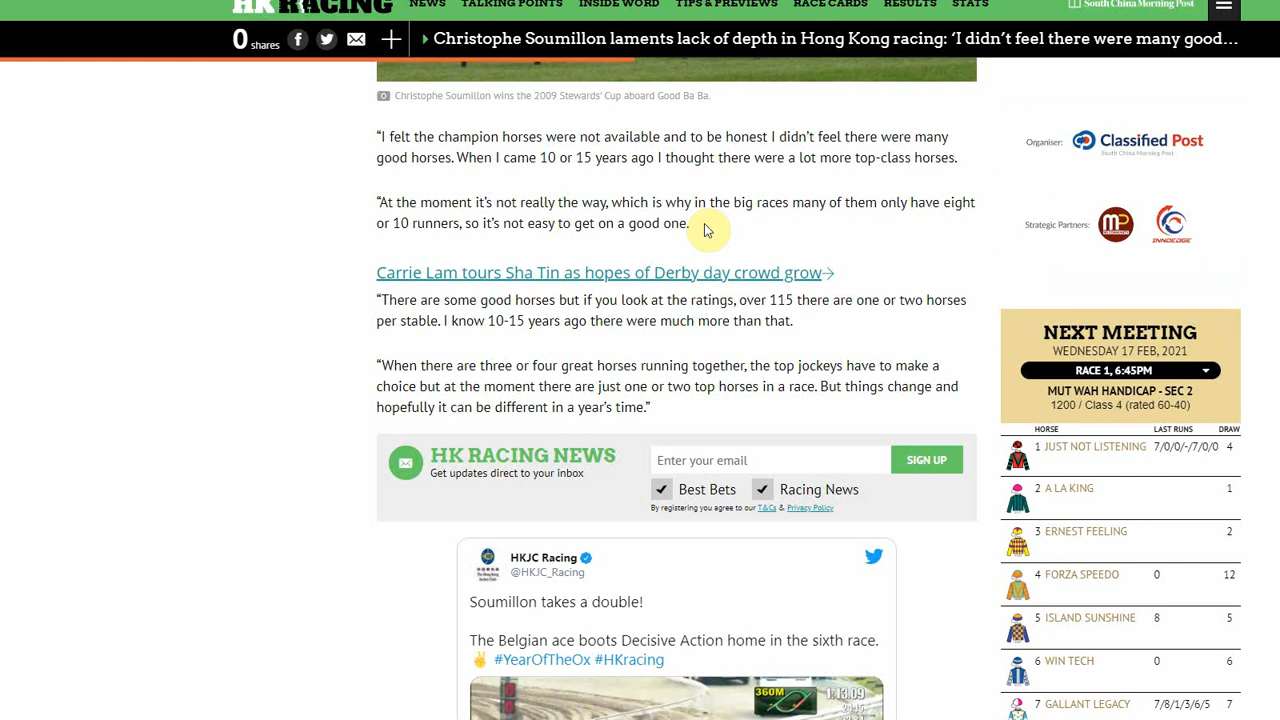 HK RACING
NEWS
TALKING POINTS
INSIDE WORD
TIPS & PREVIEWS
RACE CARDS
RESULTS
STATS
South China Morning Post
0 shares
Christophe Soumillon laments lack of depth in Hong Kong racing: ‘I didn’t feel there were many good…
Christophe Soumillon wins the 2009 Stewards’ Cup aboard Good Ba Ba.
“I felt the champion horses were not available and to be honest I didn’t feel there were many
good horses. When I came 10 or 15 years ago I thought there were a lot more top-class horses.
“At the moment it’s not really the way, which is why in the big races many of them only have eight
or 10 runners, so it’s not easy to get on a good one.
Carrie Lam tours Sha Tin as hopes of Derby day crowd grow→
“There are some good horses but if you look at the ratings, over 115 there are one or two horses
per stable. I know 10-15 years ago there were much more than that.
“When there are three or four great horses running together, the top jockeys have to make a
choice but at the moment there are just one or two top horses in a race. But things change and
hopefully it can be different in a year’s time.”
HK RACING NEWS
Get updates direct to your inbox
Enter your email
SIGN UP
Best Bets
Racing News
By registering you agree to our T&Cs & Privacy Policy
HKJC Racing
@HKJC_Racing
Soumillon takes a double!
The Belgian ace boots Decisive Action home in the sixth race.
✌ #YearOfTheOx #HKracing
360M
1:13.09
24:15
Organiser:
Classified Post
South China Morning Post
Strategic Partners:
INNOEDGE
NEXT MEETING
WEDNESDAY 17 FEB, 2021
RACE 1, 6:45PM
MUT WAH HANDICAP - SEC 2
1200 / Class 4 (rated 60-40)
HORSE LAST RUNS DRAW
1 JUST NOT LISTENING 7/0/0/-/7/0/0 4
2 A LA KING 1
3 ERNEST FEELING 2
4 FORZA SPEEDO 0 12
5 ISLAND SUNSHINE 8 5
6 WIN TECH 0 6
7 GALLANT LEGACY 7/8/1/3/6/5 7